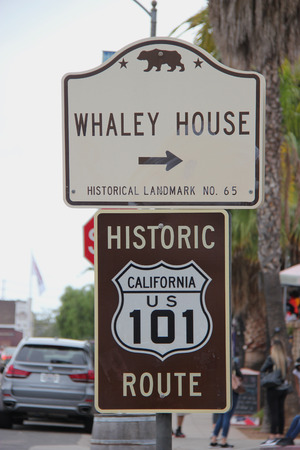 WHALEY HOUSE
HISTORICAL LANDMARK NO. 65
S
HISTORIC
CALIFORNIA
US
101
ROUTE